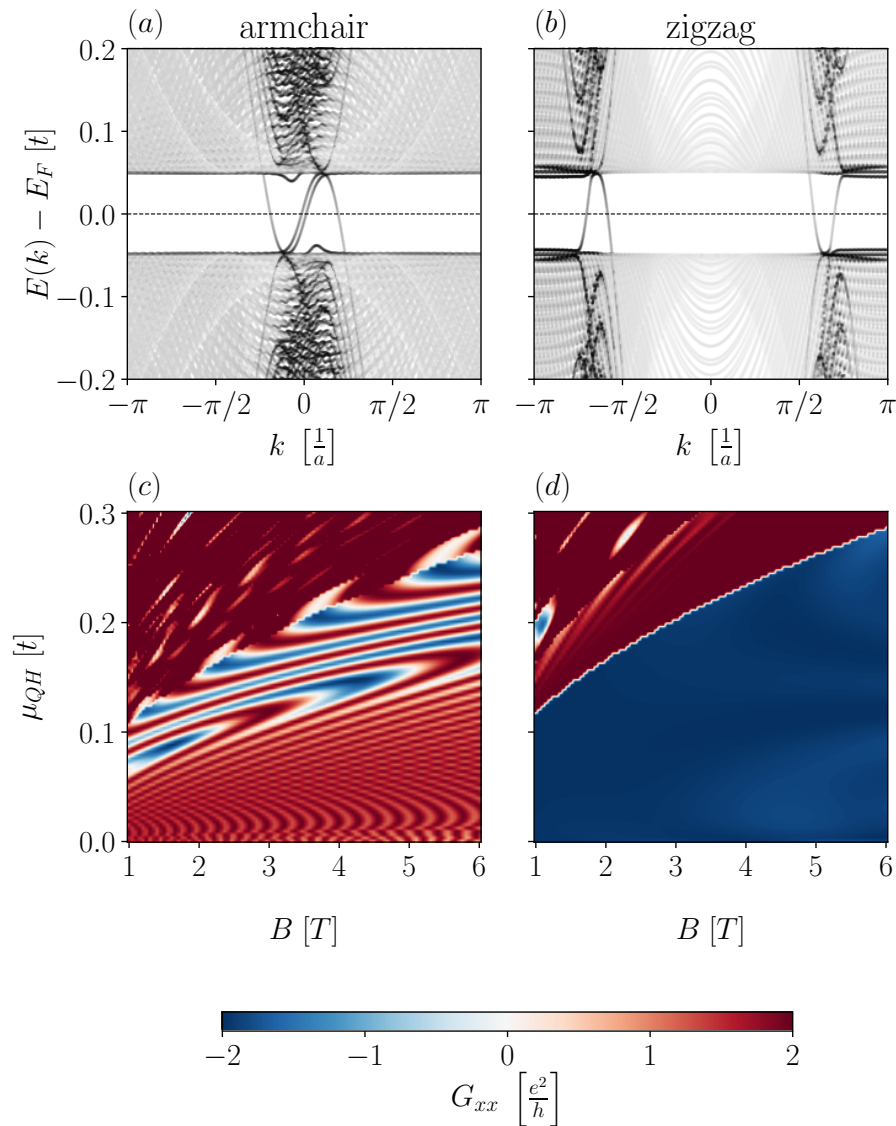 (a) armchair
(b) zigzag
E(k) − E_F [t]
0.2
0.1
0.0
−0.1
−0.2
−π −π/2 0 π/2 π
k [1/a]
−π −π/2 0 π/2 π
k [1/a]
(c)
(d)
μ_QH [t]
0.3
0.2
0.1
0.0
1 2 3 4 5 6
B [T]
1 2 3 4 5 6
B [T]
−2 −1 0 1 2
G_xx [e²/h]